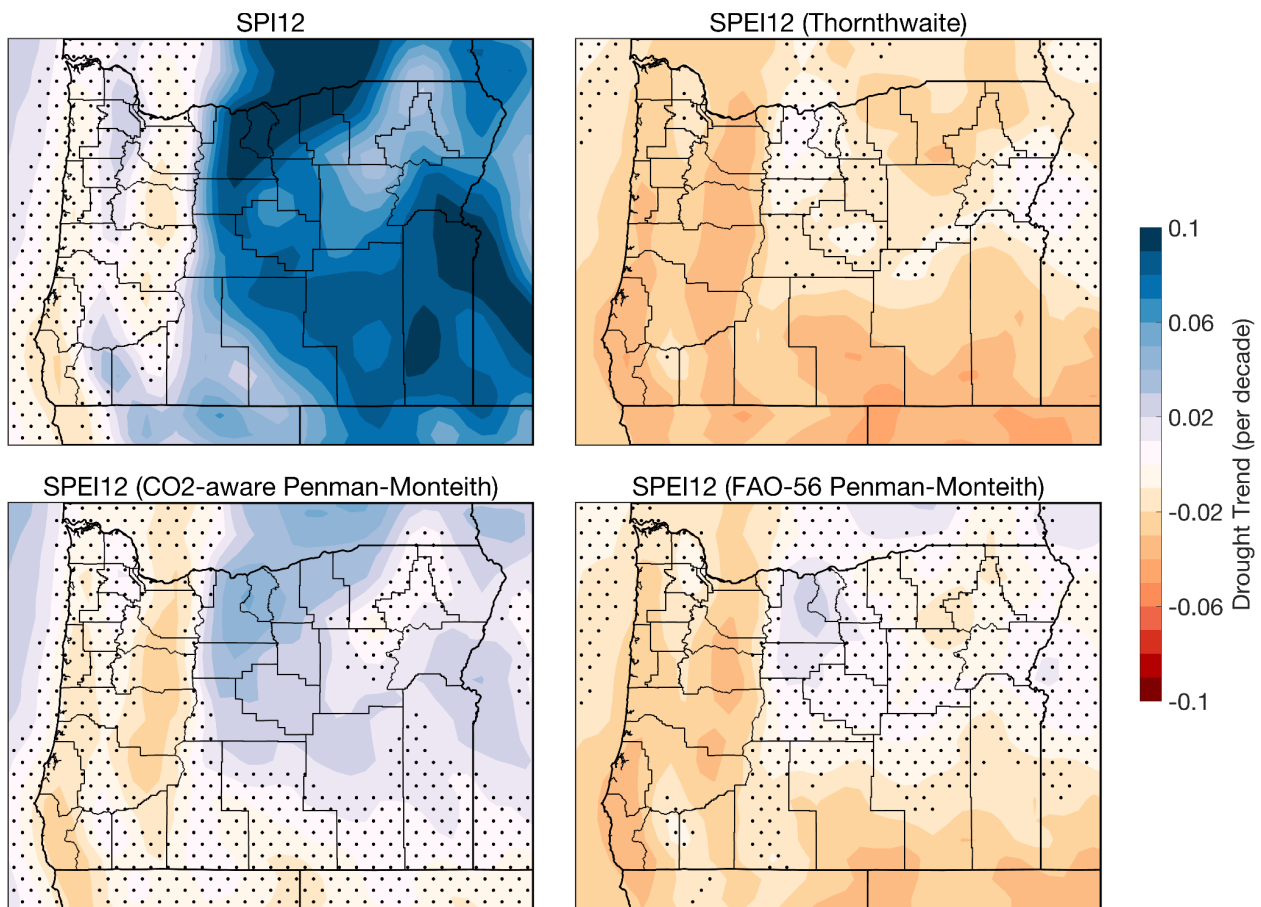 SPI12
SPEI12 (Thornthwaite)
SPEI12 (CO2-aware Penman-Monteith)
SPEI12 (FAO-56 Penman-Monteith)
0.1
0.06
0.02
-0.02
-0.06
-0.1
Drought Trend (per decade)